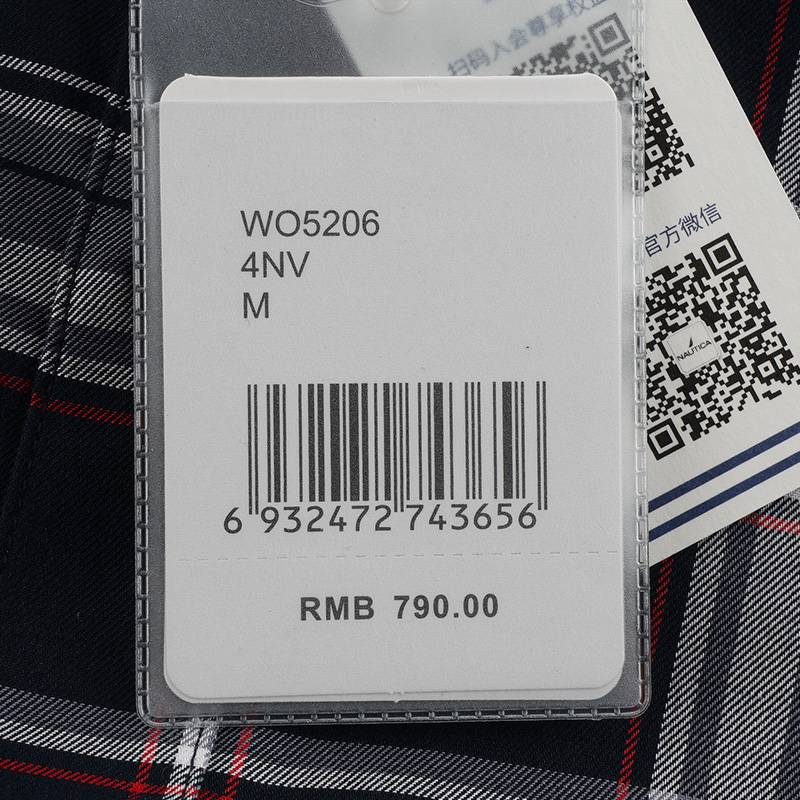 扫码入会尊享权益
WO5206
4NV
M
官方微信
NAUTICA
6 932472 743656
RMB 790.00